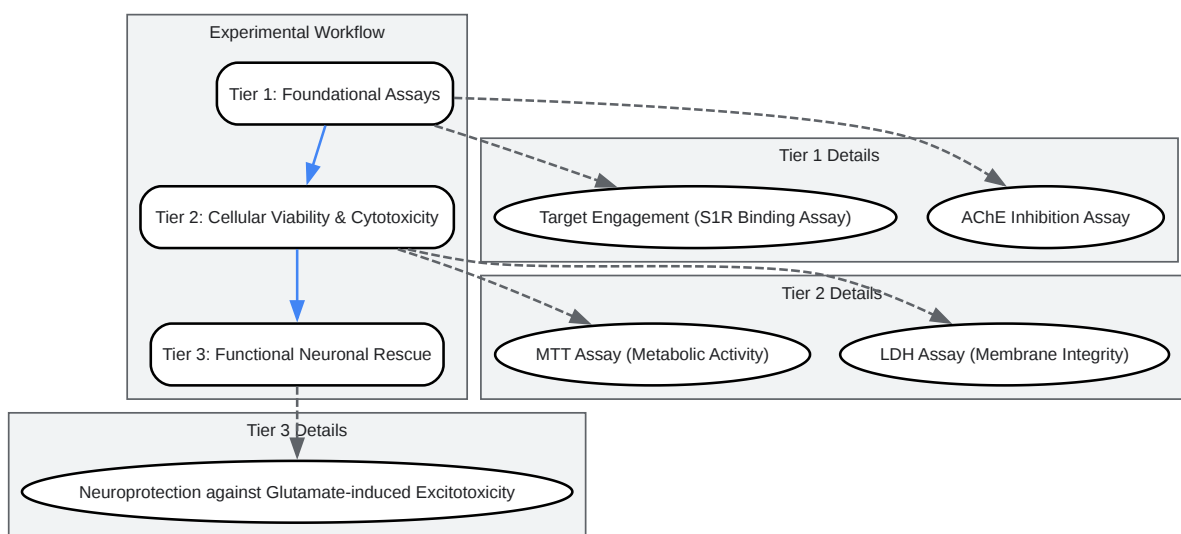 Experimental Workflow
Tier 1: Foundational Assays
Tier 1 Details
Target Engagement (S1R Binding Assay)
AChE Inhibition Assay
Tier 2: Cellular Viability & Cytotoxicity
Tier 2 Details
MTT Assay (Metabolic Activity)
LDH Assay (Membrane Integrity)
Tier 3: Functional Neuronal Rescue
Tier 3 Details
Neuroprotection against Glutamate-induced Excitotoxicity